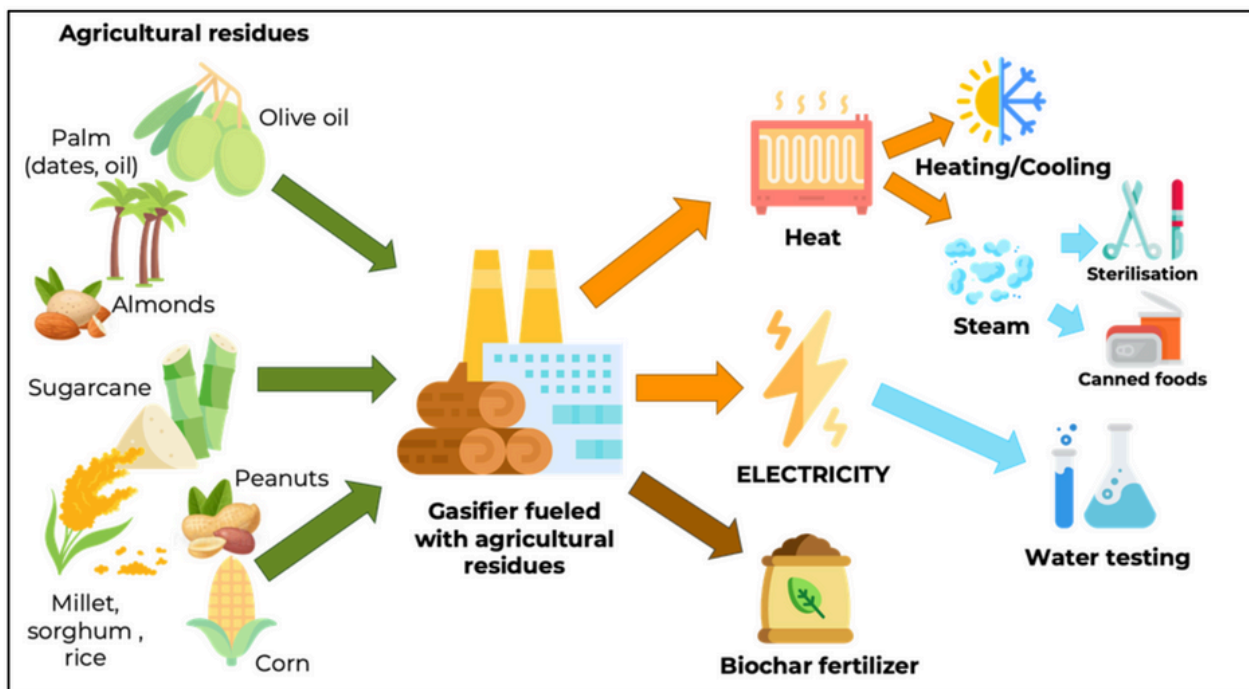 Agricultural residues
Olive oil
Palm
(dates, oil)
Almonds
Sugarcane
Peanuts
Millet,
sorghum ,
rice
Corn
Gasifier fueled
with agricultural
residues
Heat
Heating/Cooling
Steam
Sterilisation
Canned foods
ELECTRICITY
Water testing
Biochar fertilizer